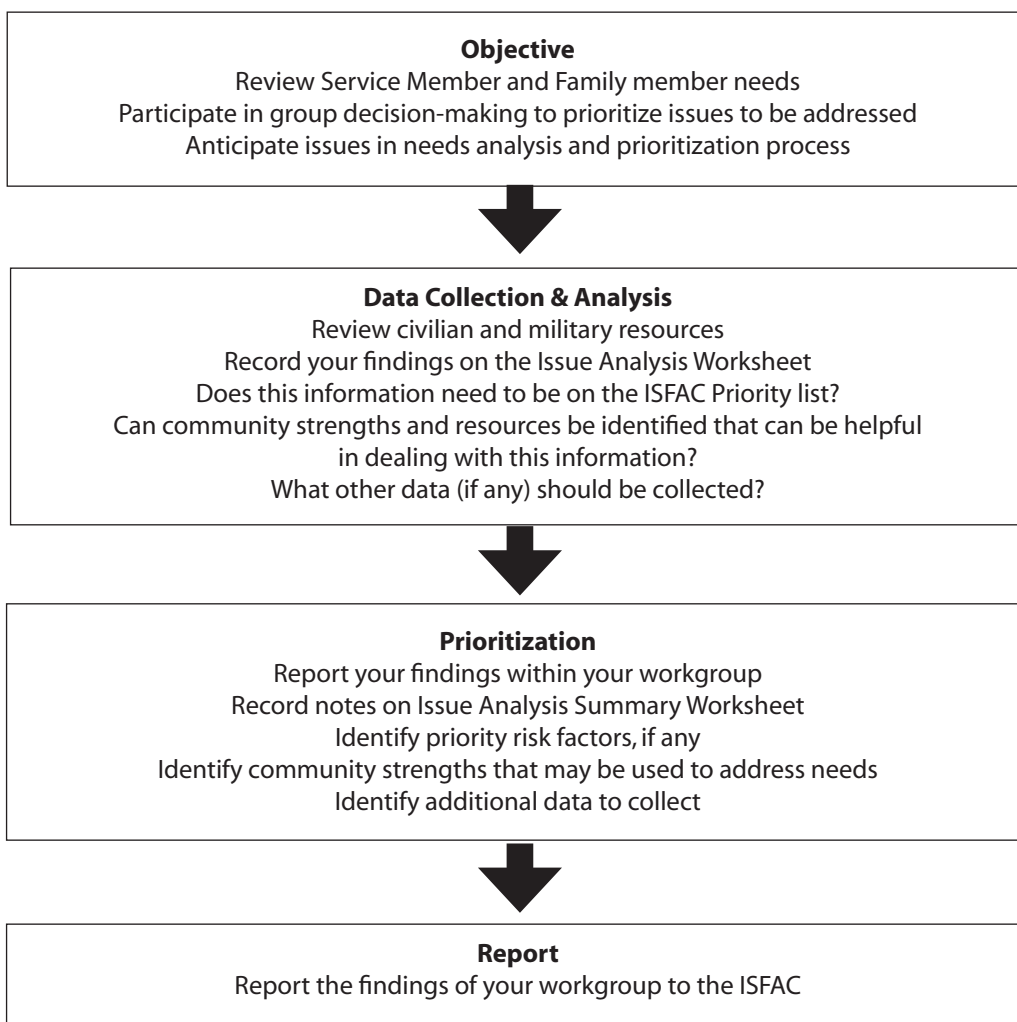 Objective
Review Service Member and Family member needs
Participate in group decision-making to prioritize issues to be addressed
Anticipate issues in needs analysis and prioritization process
Data Collection & Analysis
Review civilian and military resources
Record your findings on the Issue Analysis Worksheet
Does this information need to be on the ISFAC Priority list?
Can community strengths and resources be identified that can be helpful
in dealing with this information?
What other data (if any) should be collected?
Prioritization
Report your findings within your workgroup
Record notes on Issue Analysis Summary Worksheet
Identify priority risk factors, if any
Identify community strengths that may be used to address needs
Identify additional data to collect
Report
Report the findings of your workgroup to the ISFAC